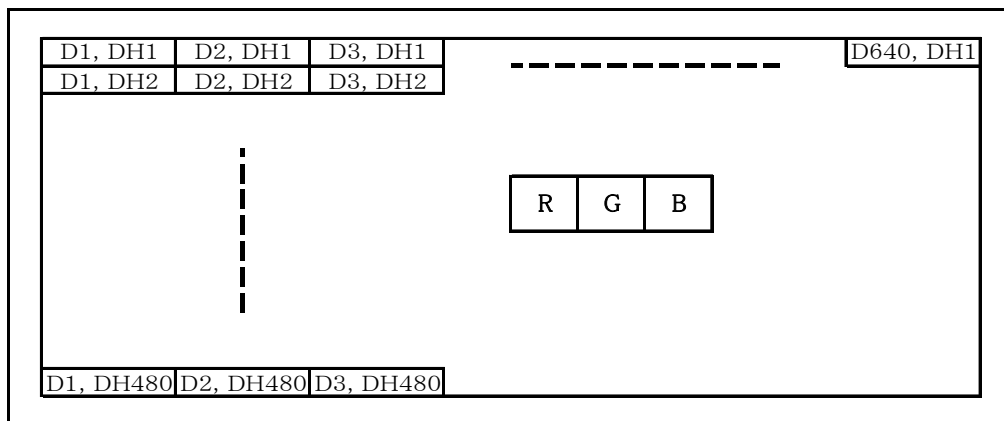 D1, DH1 D2, DH1 D3, DH1 D640, DH1
D1, DH2 D2, DH2 D3, DH2
R G B
D1, DH480 D2, DH480 D3, DH480